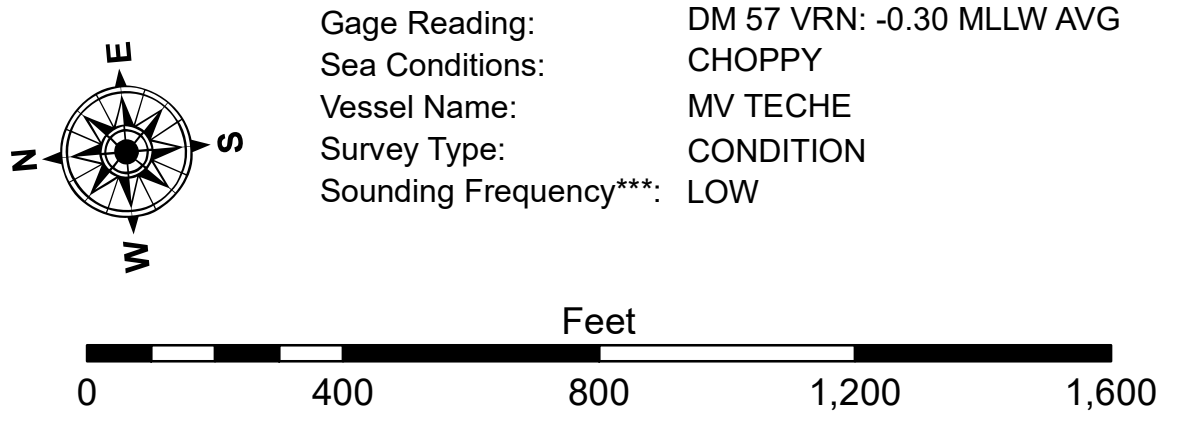 E
N
S
W
Gage Reading: DM 57 VRN: -0.30 MLLW AVG
Sea Conditions: CHOPPY
Vessel Name: MV TECHE
Survey Type: CONDITION
Sounding Frequency***: LOW
Feet
0 400 800 1,200 1,600